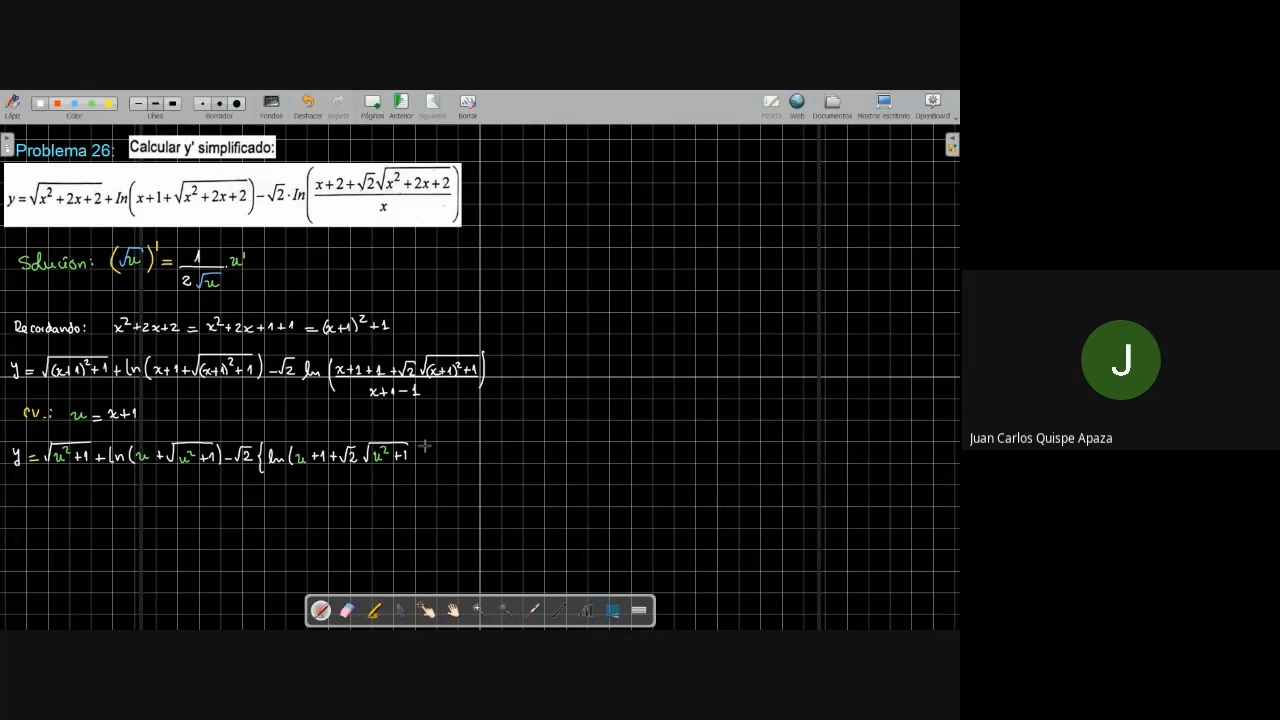 Lápiz Color Línea Borrador Fondos Deshacer Repetir Páginas Anterior Siguiente Borrar Pizarra Web Documentos Mostrar escritorio OpenBoard
Problema 26: Calcular y' simplificado:
y = √(x² + 2x + 2) + ln(x + 1 + √(x² + 2x + 2)) − √2 · ln((x + 2 + √2 √(x² + 2x + 2)) / x)
Solución: (√u)' = 1/(2√u) · u'
Recordando: x² + 2x + 2 = x² + 2x + 1 + 1 = (x+1)² + 1
y = √((x+1)² + 1) + ln(x+1 + √((x+1)² + 1)) − √2 ln((x+1+1 + √2 √((x+1)² + 1)) / (x+1−1))
CV.: u = x+1
y = √(u² + 1) + ln(u + √(u² + 1)) − √2 { ln(u + 1 + √2 √(u² + 1)
J
Juan Carlos Quispe Apaza